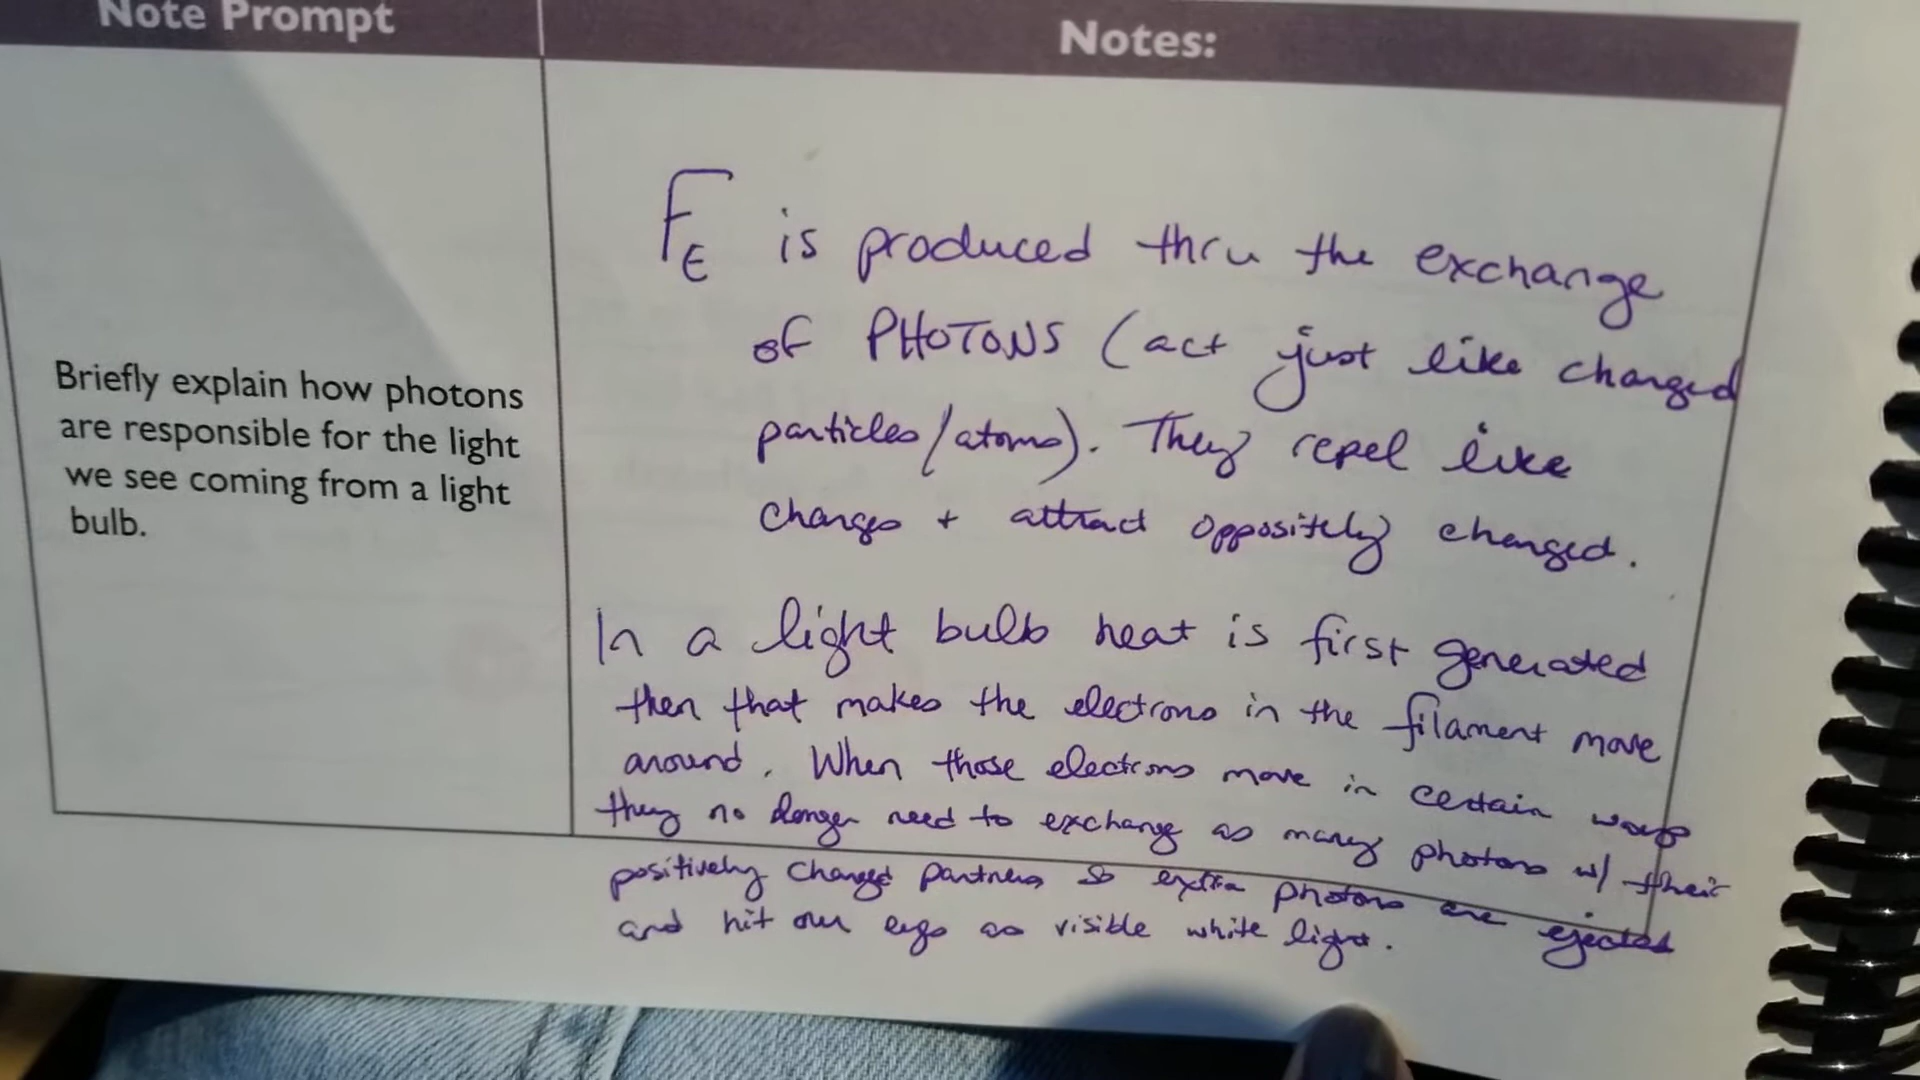 Note Prompt
Notes:
Briefly explain how photons
are responsible for the light
we see coming from a light
bulb.
FE is produced thru the exchange
of PHOTONS (act just like charged
particles/atoms). They repel like
charges + attract oppositely charged.
In a light bulb heat is first generated
then that makes the electrons in the filament move
around. When those electrons move in certain ways
they no longer need to exchange as many photons w/ their
positively charged partners so extra photons are ejected
and hit our eyes as visible white light.